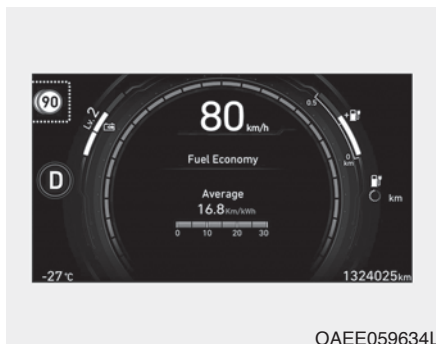 90
80 km/h
Lv.2
0.5
+
0
km
Fuel Economy
D
km
Average
16.8 Km/kWh
0 10 20 30
-27 ℃
1324025 km
OAEE059634L